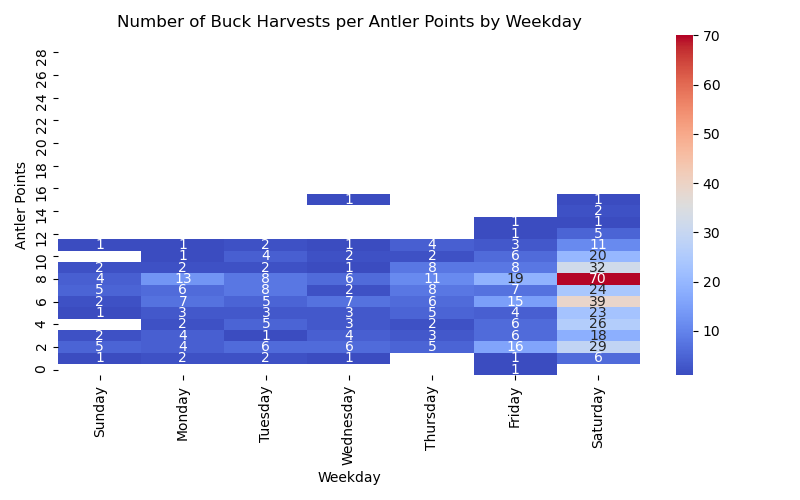 Number of Buck Harvests per Antler Points by Weekday
Antler Points
28
26
24
22
20
18
16 1 1
14 2
1 1
12 1 5
1 1 2 1 4 3 11
10 1 4 2 2 6 20
2 2 2 1 8 8 32
8 4 13 8 6 11 19 70
5 6 8 2 8 7 24
6 2 7 5 7 6 15 39
1 3 3 3 5 4 23
4 2 5 3 2 6 26
2 4 1 4 3 6 18
2 5 4 6 6 5 16 29
1 2 2 1 1 6
0 1
Sunday Monday Tuesday Wednesday Thursday Friday Saturday
Weekday
70
60
50
40
30
20
10